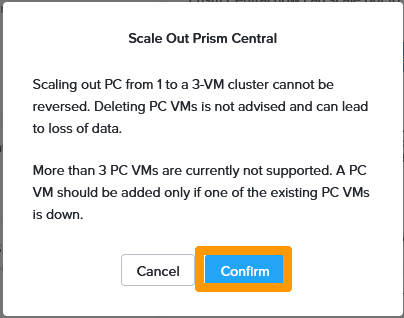 Scale Out Prism Central
Scaling out PC from 1 to a 3-VM cluster cannot be
reversed. Deleting PC VMs is not advised and can lead
to loss of data.
More than 3 PC VMs are currently not supported. A PC
VM should be added only if one of the existing PC VMs
is down.
Cancel
Confirm